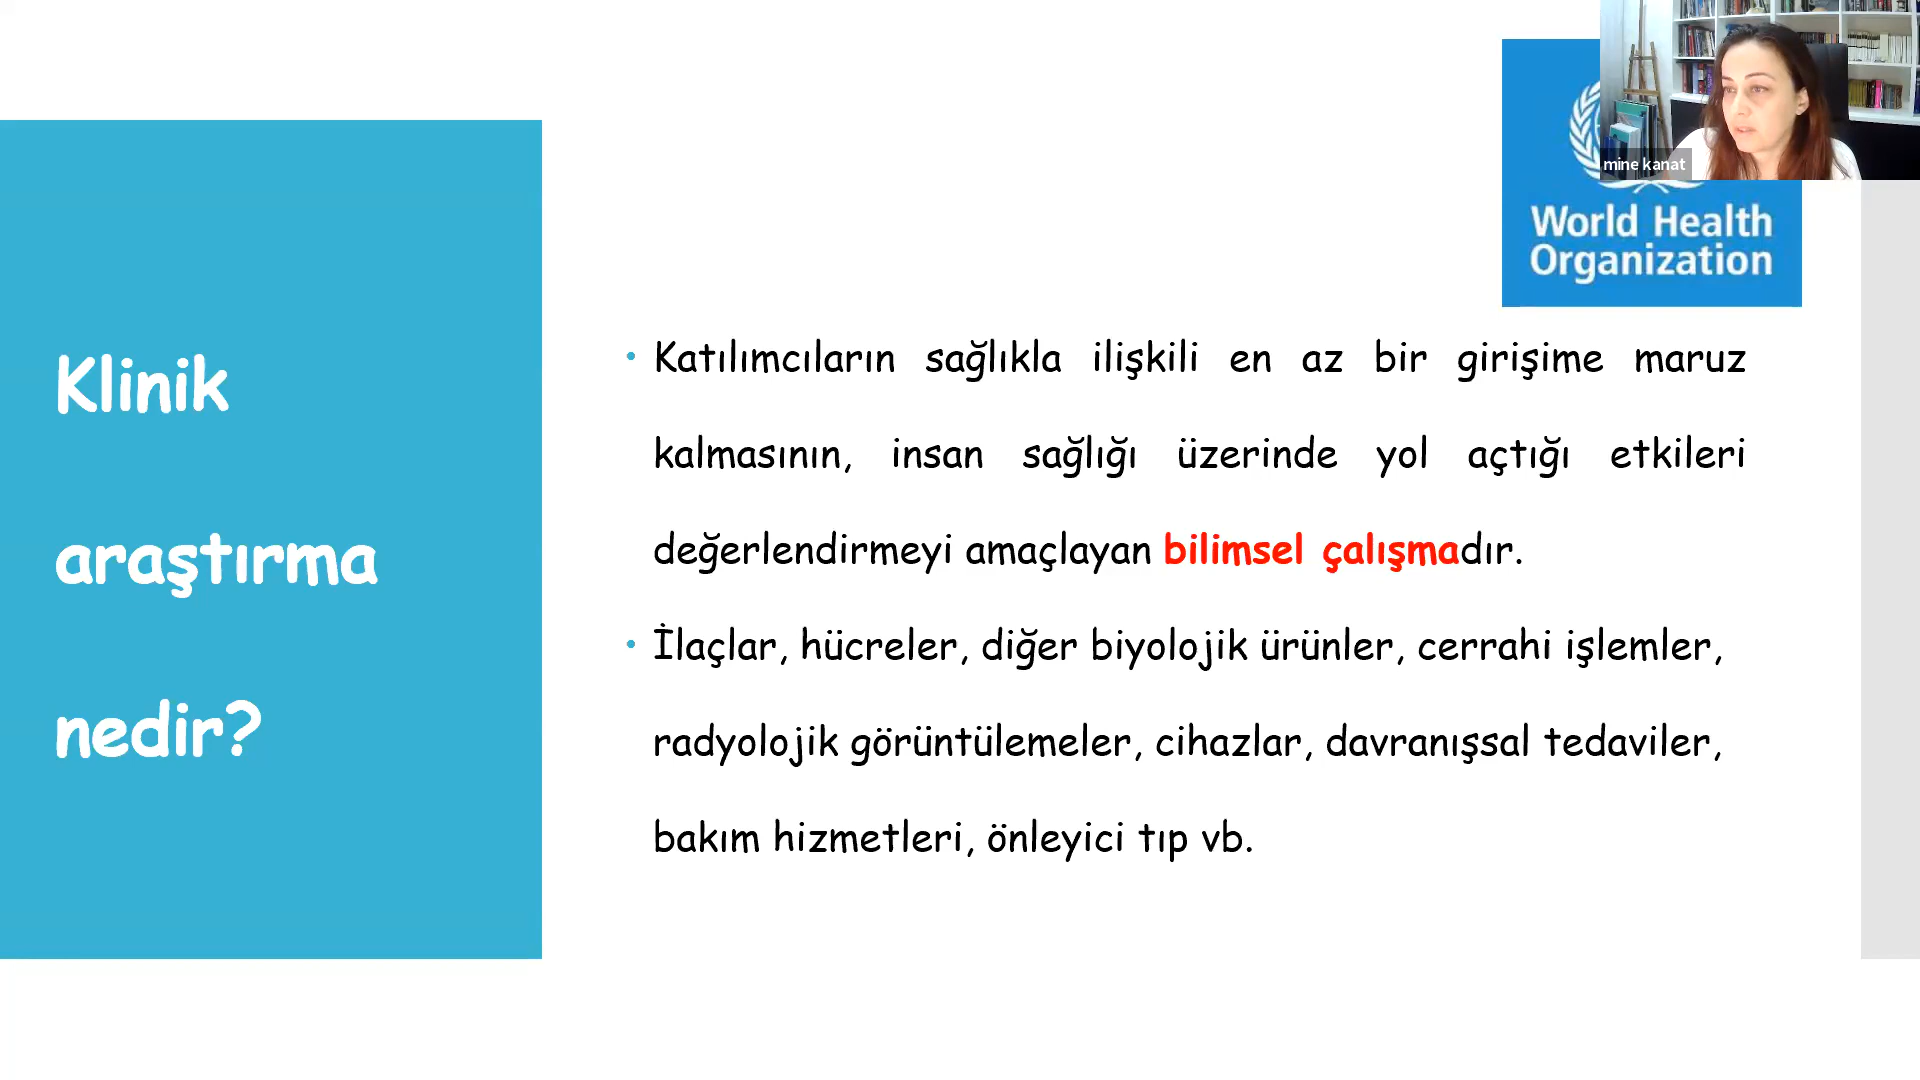 mine kanat
World Health
Organization
Klinik
araştırma
nedir?
• Katılımcıların sağlıkla ilişkili en az bir girişime maruz
kalmasının, insan sağlığı üzerinde yol açtığı etkileri
değerlendirmeyi amaçlayan bilimsel çalışmadır.
• İlaçlar, hücreler, diğer biyolojik ürünler, cerrahi işlemler,
radyolojik görüntülemeler, cihazlar, davranışsal tedaviler,
bakım hizmetleri, önleyici tıp vb.